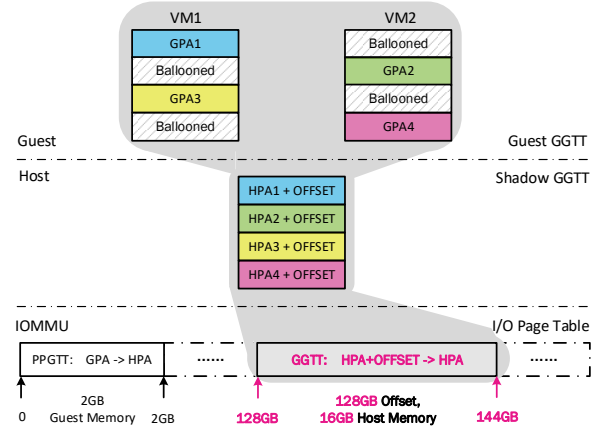 VM1
VM2
GPA1
Ballooned
Ballooned
GPA2
GPA3
Ballooned
Ballooned
GPA4
Guest
Guest GGTT
Host
Shadow GGTT
HPA1 + OFFSET
HPA2 + OFFSET
HPA3 + OFFSET
HPA4 + OFFSET
IOMMU
I/O Page Table
PPGTT: GPA -> HPA
......
GGTT: HPA+OFFSET -> HPA
......
0
2GB
Guest Memory
2GB
128GB
128GB Offset,
16GB Host Memory
144GB